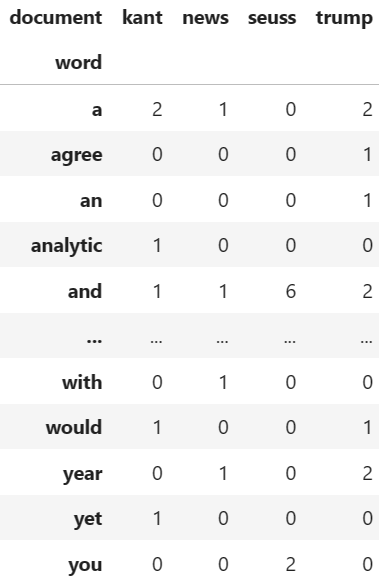 document kant news seuss trump
word
a 2 1 0 2
agree 0 0 0 1
an 0 0 0 1
analytic 1 0 0 0
and 1 1 6 2
... ... ... ... ...
with 0 1 0 0
would 1 0 0 1
year 0 1 0 2
yet 1 0 0 0
you 0 0 2 0